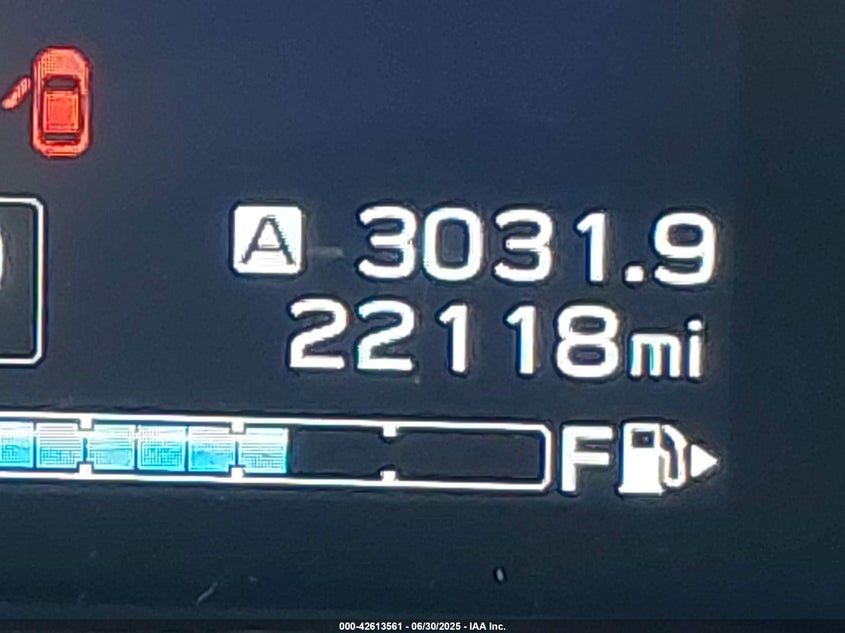 A 3031.9
22118mi
F
000-42613561 - 06/30/2025 - IAA Inc.